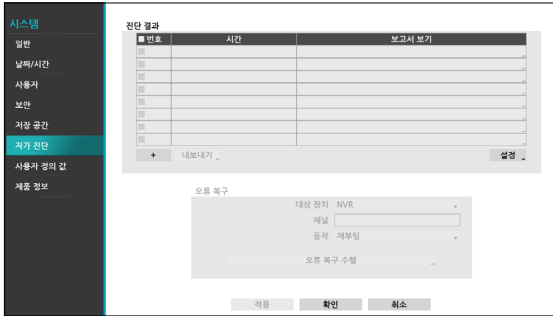 시스템
일반
날짜/시간
사용자
보안
저장 공간
자가 진단
사용자 정의 값
제품 정보
진단 결과
번호 시간 보고서 보기
+ 내보내기 _ 설정 _
오류 복구
대상 장치 NVR
채널
동작 재부팅
오류 복구 수행 _
적용 확인 취소